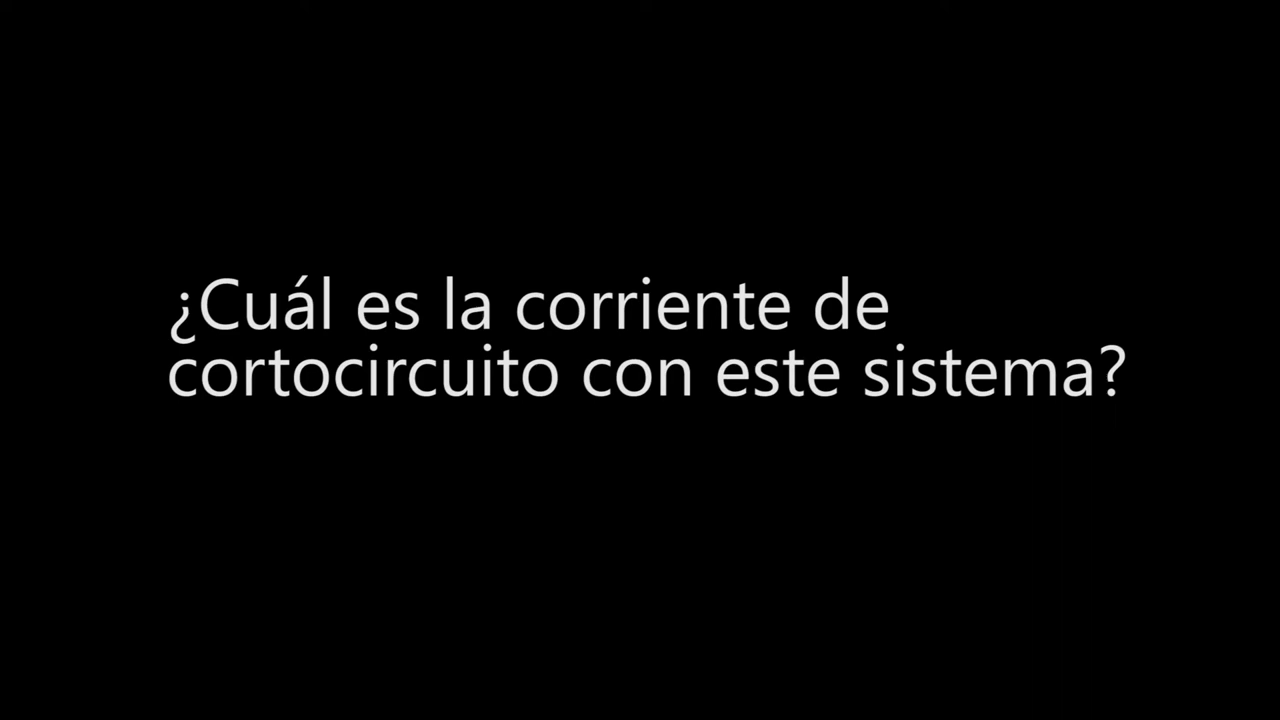 ¿Cuál es la corriente de
cortocircuito con este sistema?